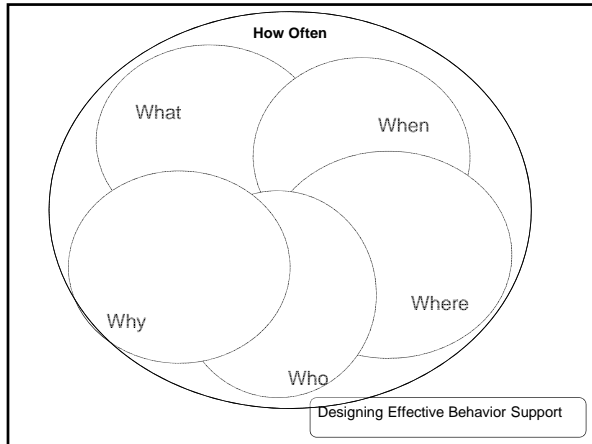 How Often
What
When
Where
Why
Who
Designing Effective Behavior Support